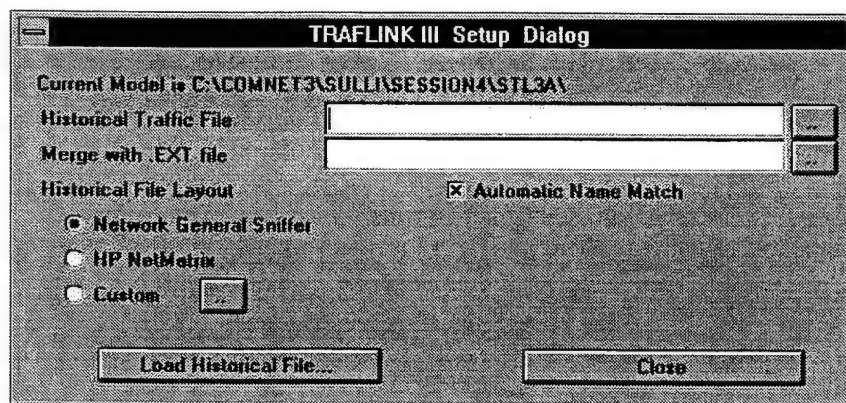 TRAFLINK III Setup Dialog
Current Model is C:\COMNET3\SULLI\SESSION4\STL3A\
Historical Traffic File
..
Merge with .EXT file
..
Historical File Layout
Automatic Name Match
Network General Sniffer
HP NetMatrix
Custom
..
Load Historical File...
Close